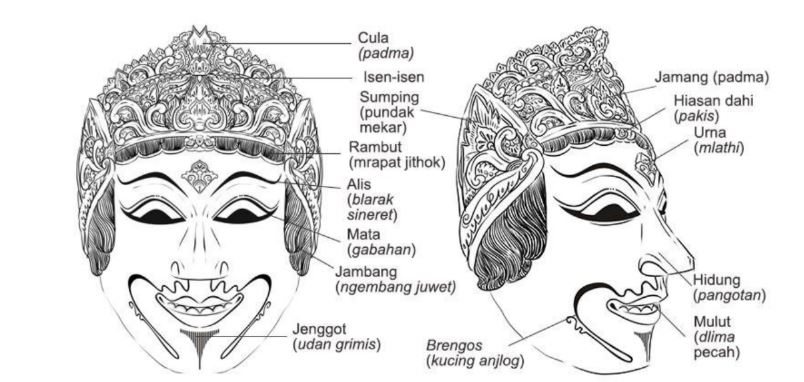 Cula
(padma)
Isen-isen
Sumping
(pundak
mekar)
Rambut
(mrapat jithok)
Alis
(blarak
sineret)
Mata
(gabahan)
Jambang
(ngembang juwet)
Jenggot
(udan grimis)
Jamang (padma)
Hiasan dahi
(pakis)
Urna
(mlathi)
Hidung
(pangotan)
Mulut
(dlima
pecah)
Brengos
(kucing anjlog)